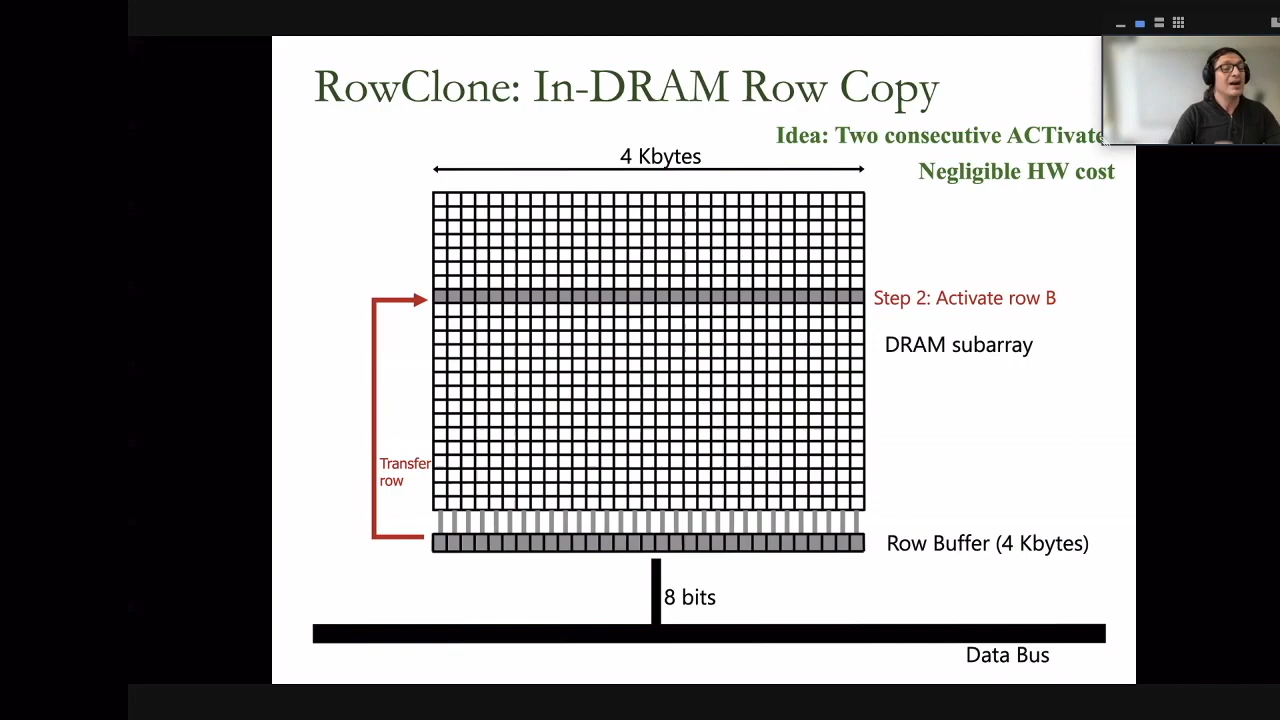 RowClone: In-DRAM Row Copy
Idea: Two consecutive ACTivate
Negligible HW cost
4 Kbytes
Step 2: Activate row B
DRAM subarray
Transfer
row
Row Buffer (4 Kbytes)
8 bits
Data Bus